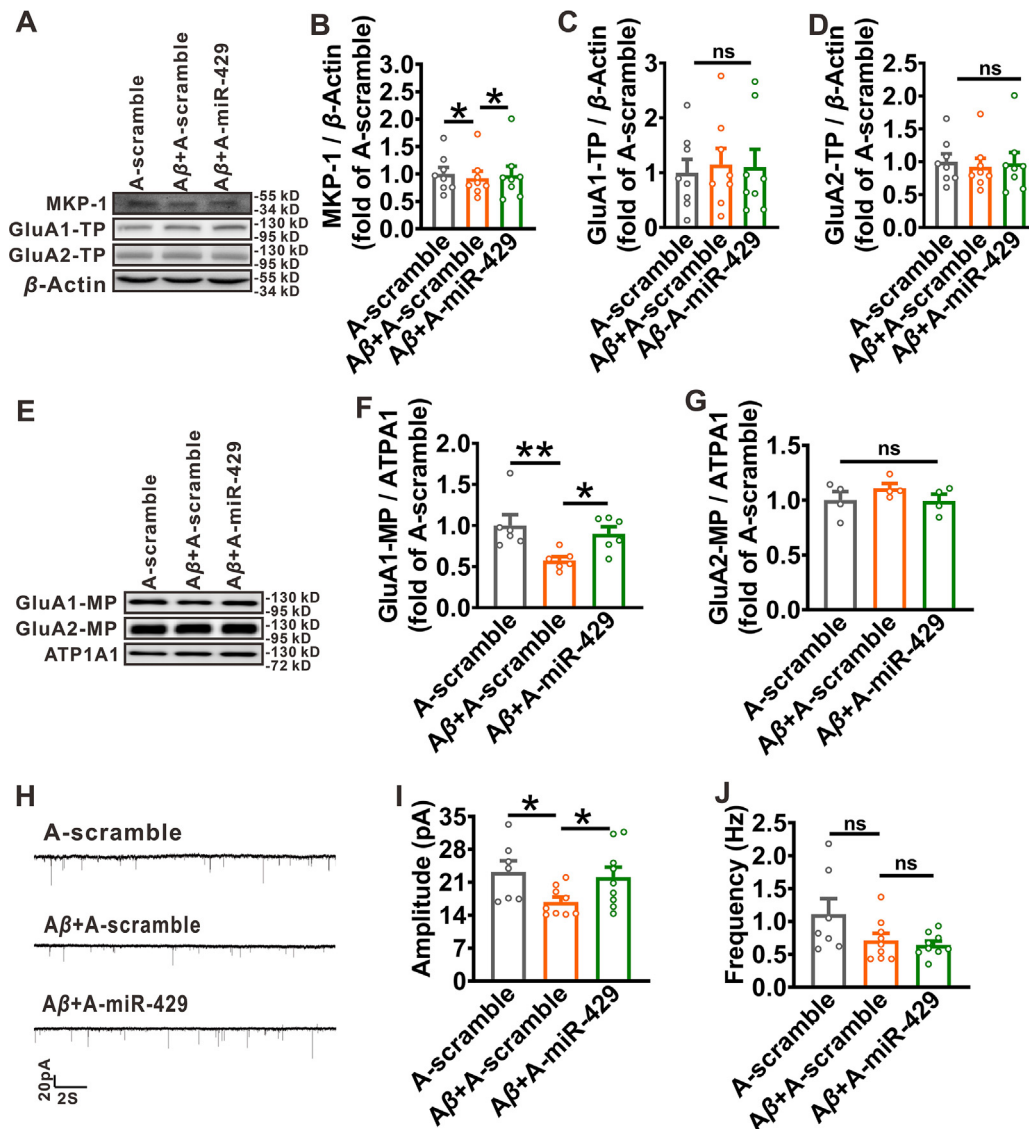 A
A-scramble
Aβ+A-scramble
Aβ+A-miR-429
MKP-1
-55 kD
-34 kD
GluA1-TP
-130 kD
-95 kD
GluA2-TP
-130 kD
-95 kD
β-Actin
-55 kD
-34 kD
B
MKP-1 / β-Actin
(fold of A-scramble)
3.0
2.5
2.0
1.5
1.0
0.5
0.0
*
*
A-scramble
Aβ+A-scramble
Aβ+A-miR-429
C
GluA1-TP / β-Actin
(fold of A-scramble)
3
2
1
0
ns
A-scramble
Aβ+A-scramble
Aβ-A-miR-429
D
GluA2-TP / β-Actin
(fold of A-scramble)
2.5
2.0
1.5
1.0
0.5
0.0
ns
A-scramble
Aβ+A-scramble
Aβ+A-miR-429
E
A-scramble
Aβ+A-scramble
Aβ+A-miR-429
GluA1-MP
-130 kD
-95 kD
GluA2-MP
-130 kD
-95 kD
ATP1A1
-130 kD
-72 kD
F
GluA1-MP / ATPA1
(fold of A-scramble)
2.0
1.5
1.0
0.5
0.0
**
*
A-scramble
Aβ+A-scramble
Aβ+A-miR-429
G
GluA2-MP / ATPA1
(fold of A-scramble)
1.5
1.0
0.5
0.0
ns
A-scramble
Aβ+A-scramble
Aβ+A-miR-429
H
A-scramble
Aβ+A-scramble
Aβ+A-miR-429
20pA
2S
I
Amplitude (pA)
35
28
21
14
7
0
*
*
A-scramble
Aβ+A-scramble
Aβ+A-miR-429
J
Frequency (Hz)
2.5
2.0
1.5
1.0
0.5
0.0
ns
ns
A-scramble
Aβ+A-scramble
Aβ+A-miR-429